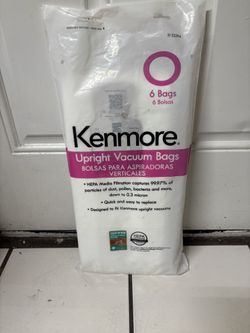 O
6 Bags
6 Bolsas
Kenmore®
Upright Vacuum Bags
BOLSAS PARA ASPIRADORAS
VERTICALES
• HEPA Media Filtration captures 99.97% of
particles of dust, pollen, bacteria and more,
down to 0.3 micron
• Quick and easy to replace
• Designed to fit Kenmore upright vacuums
HEPA